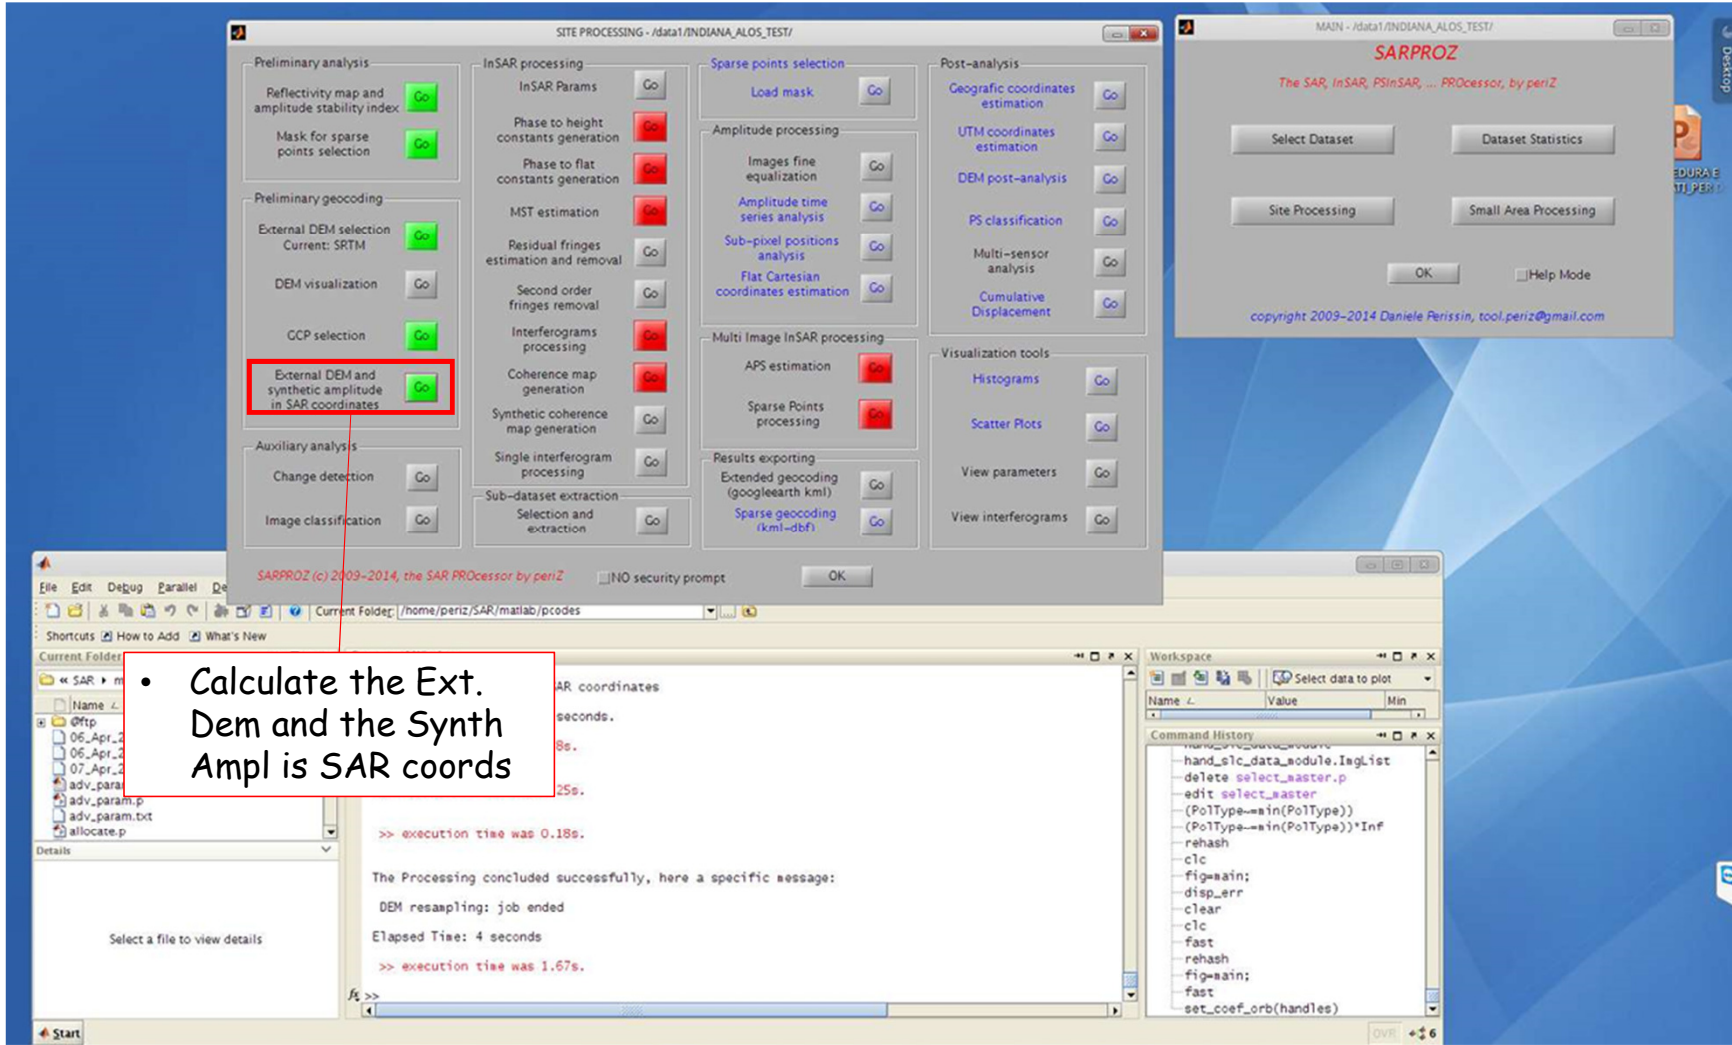 SITE PROCESSING - /data1/INDIANA_ALOS_TEST/
Preliminary analysis
Reflectivity map and
amplitude stability index
Go
Mask for sparse
points selection
Go
Preliminary geocoding
External DEM selection
Current: SRTM
Go
DEM visualization
Go
GCP selection
Go
External DEM and
synthetic amplitude
in SAR coordinates
Go
Auxiliary analysis
Change detection
Go
Image classification
Go
InSAR processing
InSAR Params
Go
Phase to height
constants generation
Go
Phase to flat
constants generation
Go
MST estimation
Go
Residual fringes
estimation and removal
Go
Second order
fringes removal
Go
Interferograms
processing
Go
Coherence map
generation
Go
Synthetic coherence
map generation
Go
Single interferogram
processing
Go
Sub-dataset extraction
Selection and
extraction
Go
Sparse points selection
Load mask
Go
Amplitude processing
Images fine
equalization
Go
Amplitude time
series analysis
Go
Sub-pixel positions
analysis
Go
Flat Cartesian
coordinates estimation
Go
Multi Image InSAR processing
APS estimation
Go
Sparse Points
processing
Go
Results exporting
Extended geocoding
(googleearth kml)
Go
Sparse geocoding
(kml-dbf)
Go
Post-analysis
Geografic coordinates
estimation
Go
UTM coordinates
estimation
Go
DEM post-analysis
Go
PS classification
Go
Multi-sensor
analysis
Go
Cumulative
Displacement
Go
Visualization tools
Histograms
Go
Scatter Plots
Go
View parameters
Go
View interferograms
Go
SARPROZ (c) 2009-2014, the SAR PROcessor by periZ
NO security prompt
OK
MAIN - /data1/INDIANA_ALOS_TEST/
SARPROZ
The SAR, InSAR, PSInSAR, ... PROcessor, by periZ
Select Dataset
Dataset Statistics
Site Processing
Small Area Processing
OK
Help Mode
copyright 2009-2014 Daniele Perissin, tool.periz@gmail.com
Desktop
EDURA E
TI_PER
File Edit Debug Parallel De
Current Folder: /home/periz/SAR/matlab/pcodes
Shortcuts How to Add What's New
Current Folder
« SAR ▸ m
Name
@ftp
06_Apr_2
06_Apr_2
07_Apr_2
adv_para
adv_param.p
adv_param.txt
allocate.p
Details
Select a file to view details
• Calculate the Ext.
Dem and the Synth
Ampl is SAR coords
AR coordinates
seconds.
8s.
25s.
>> execution time was 0.18s.
The Processing concluded successfully, here a specific message:
DEM resampling: job ended
Elapsed Time: 4 seconds
>> execution time was 1.67s.
fx >>
Workspace
Select data to plot
Name Value Min
Command History
hand_slc_data_module
hand_slc_data_module.ImgList
delete select_master.p
edit select_master
(PolType~=min(PolType))
(PolType~=min(PolType))*Inf
rehash
clc
fig=main;
disp_err
clear
clc
fast
rehash
fig=main;
fast
set_coef_orb(handles)
Start
OVR
6